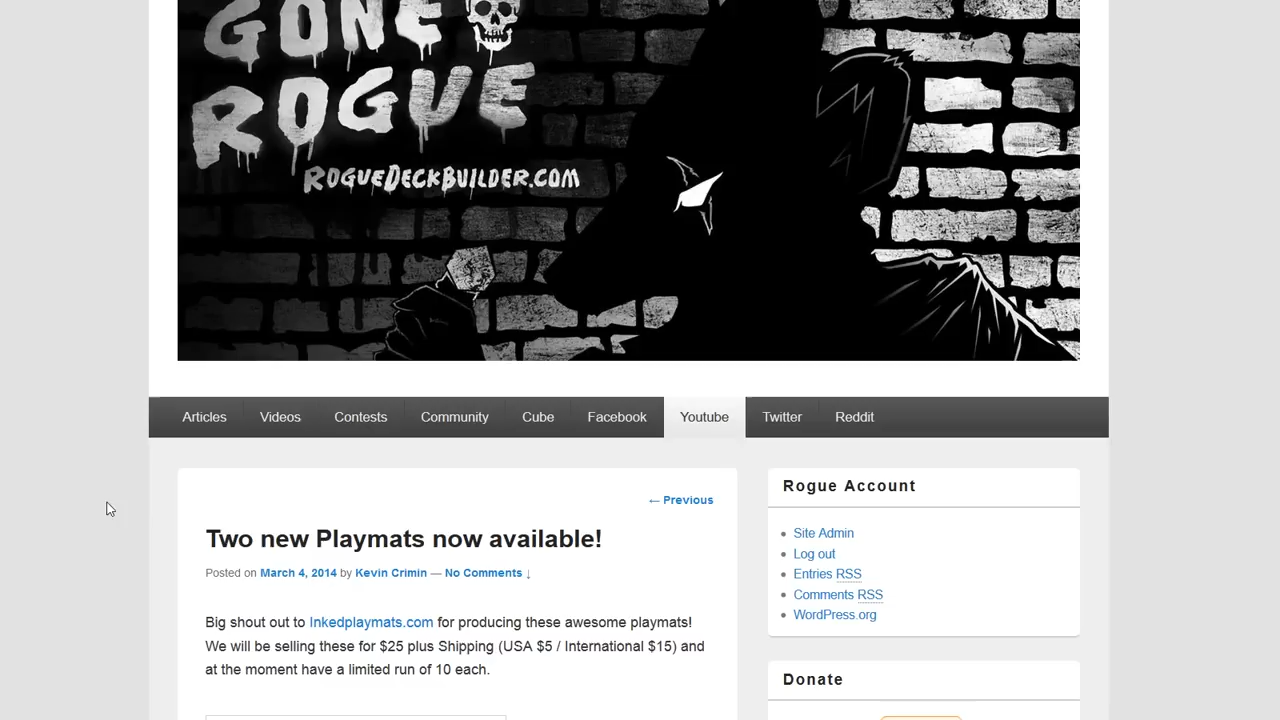 GONE
ROGUE
ROGUEDECKBUILDER.COM
Articles Videos Contests Community Cube Facebook Youtube Twitter Reddit
← Previous
Two new Playmats now available!
Posted on March 4, 2014 by Kevin Crimin — No Comments ↓
Big shout out to Inkedplaymats.com for producing these awesome playmats!
We will be selling these for $25 plus Shipping (USA $5 / International $15) and
at the moment have a limited run of 10 each.
Rogue Account
Site Admin
Log out
Entries RSS
Comments RSS
WordPress.org
Donate